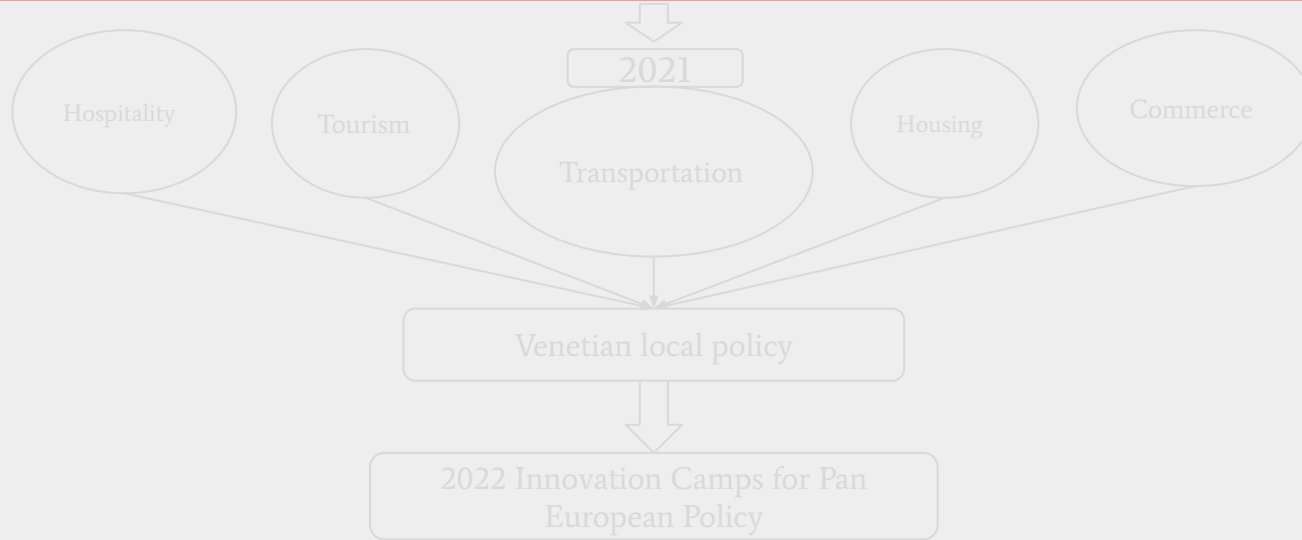 2021
Hospitality
Tourism
Transportation
Housing
Commerce
Venetian local policy
2022 Innovation Camps for Pan
European Policy